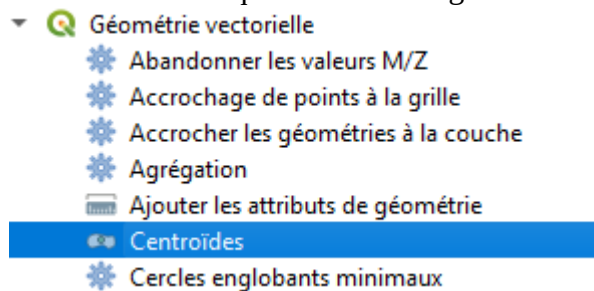 Géométrie vectorielle
Abandonner les valeurs M/Z
Accrochage de points à la grille
Accrocher les géométries à la couche
Agrégation
Ajouter les attributs de géométrie
Centroïdes
Cercles englobants minimaux